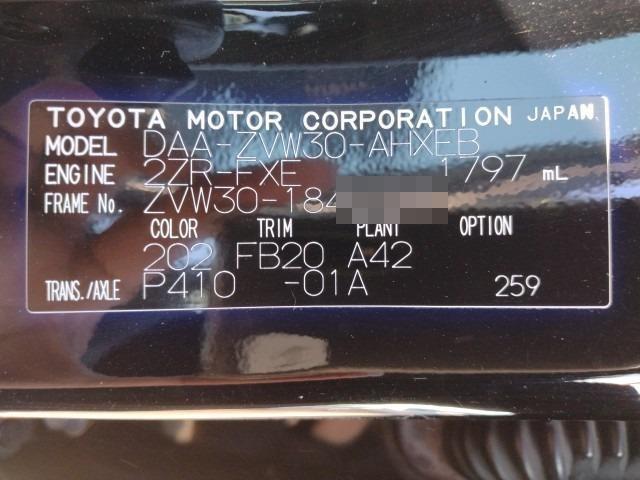 TOYOTA MOTOR CORPORATION JAPAN
MODEL DAA-ZVW30-AHXEB
ENGINE 2ZR-FXE 1797 mL
FRAME No. ZVW30-184
COLOR TRIM PLANT OPTION
202 FB20 A42
TRANS./AXLE P410 -01A 259